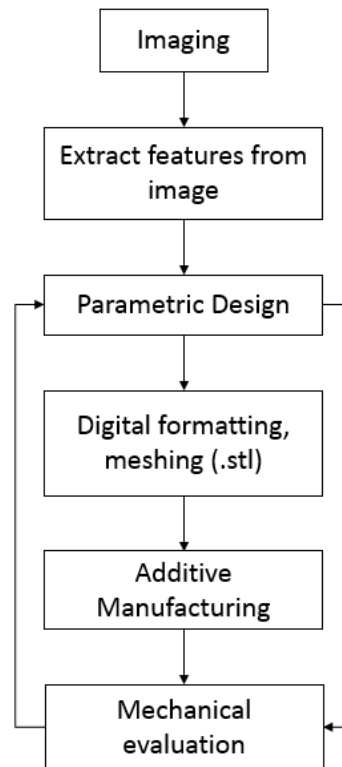 Imaging
Extract features from
image
Parametric Design
Digital formatting,
meshing (.stl)
Additive
Manufacturing
Mechanical
evaluation